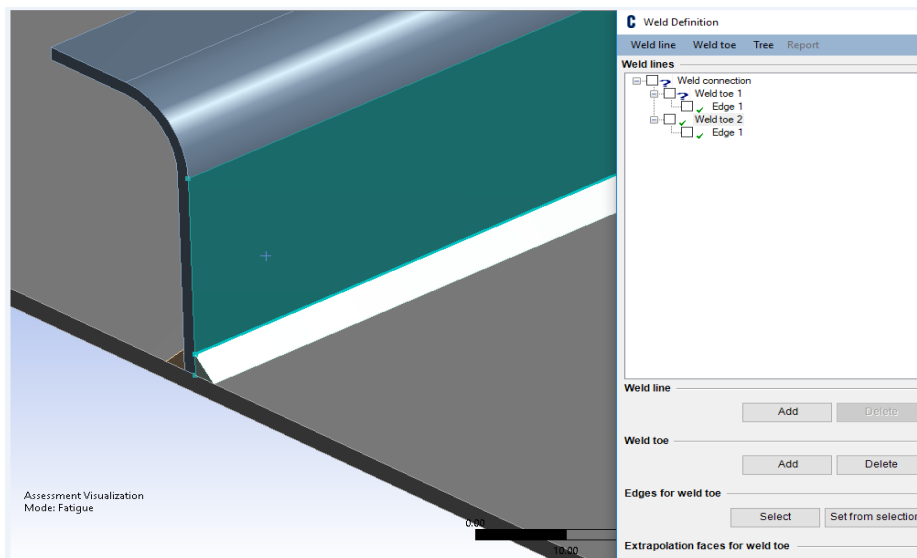 C Weld Definition
Weld line Weld toe Tree Report
Weld lines
Weld connection
Weld toe 1
Edge 1
Weld toe 2
Edge 1
Weld line
Add Delete
Weld toe
Add Delete
Edges for weld toe
Select Set from selection
Extrapolation faces for weld toe
Assessment Visualization
Mode: Fatigue
0.00
10.00